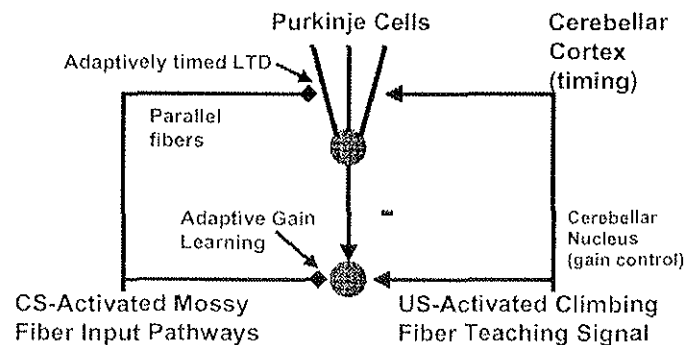 Purkinje Cells
Cerebellar
Cortex
(timing)
Adaptively timed LTD
Parallel
fibers
Adaptive Gain
Learning
Cerebellar
Nucleus
(gain control)
CS-Activated Mossy
Fiber Input Pathways
US-Activated Climbing
Fiber Teaching Signal